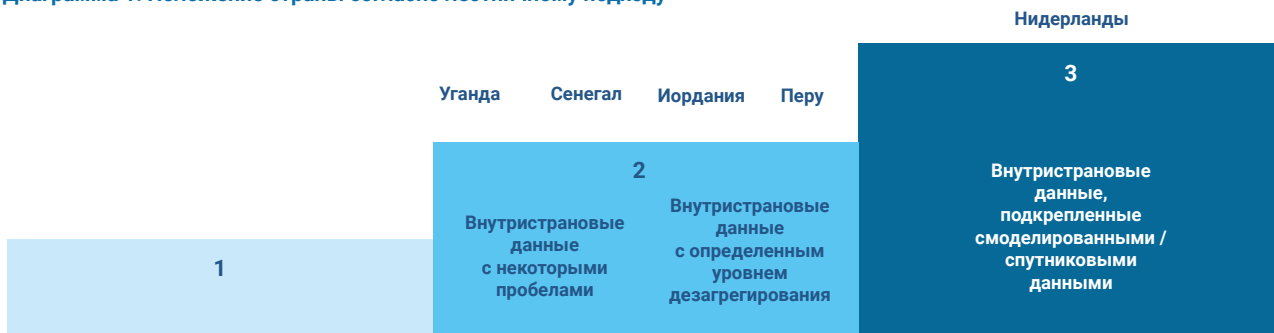 Нидерланды
3
Уганда Сенегал Иордания Перу
2
Внутристрановые
данные
с некоторыми
пробелами
Внутристрановые
данные
с определенным
уровнем
дезагрегирования
Внутристрановые
данные,
подкрепленные
смоделированными /
спутниковыми
данными
1